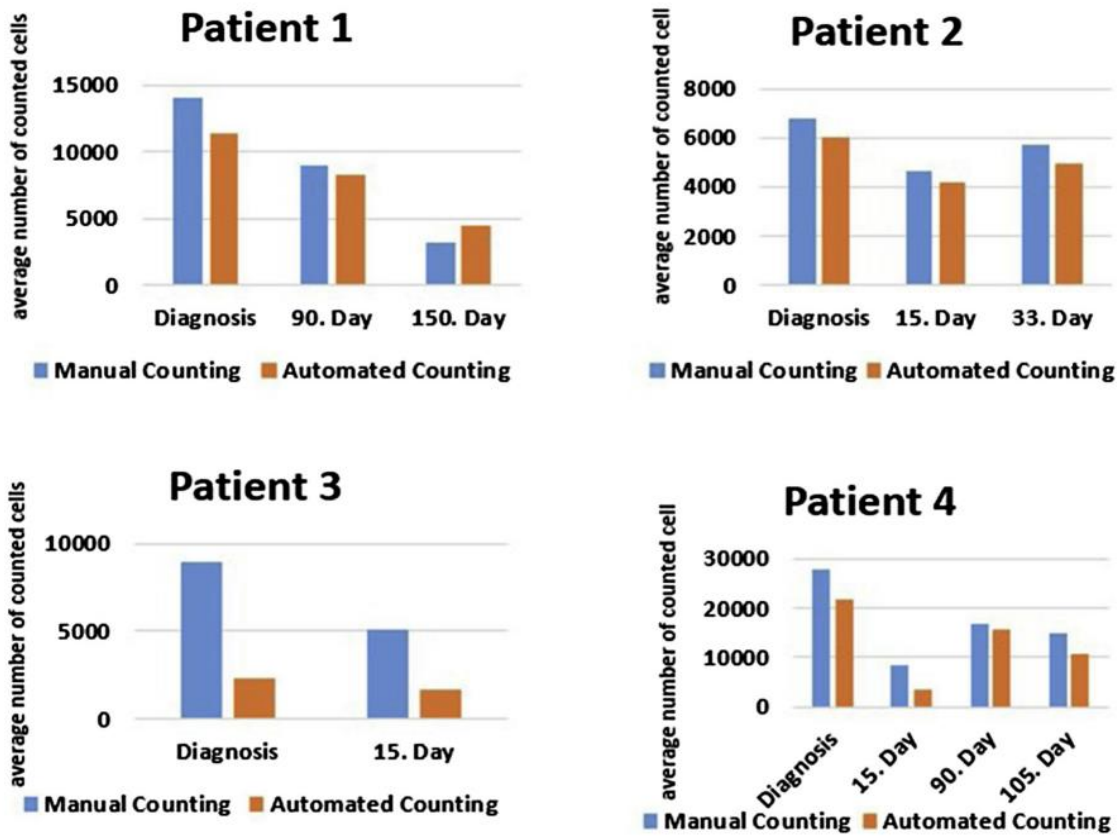 Patient 1
average number of counted cells
15000
10000
5000
0
Diagnosis 90. Day 150. Day
Manual Counting Automated Counting
Patient 2
average number of counted cell
8000
6000
4000
2000
0
Diagnosis 15. Day 33. Day
Manual Counting Automated Counting
Patient 3
average number of counted cells
10000
5000
0
Diagnosis 15. Day
Manual Counting Automated Counting
Patient 4
average number of counted cell
30000
20000
10000
0
Diagnosis 15. Day 90. Day 105. Day
Manual Counting Automated Counting